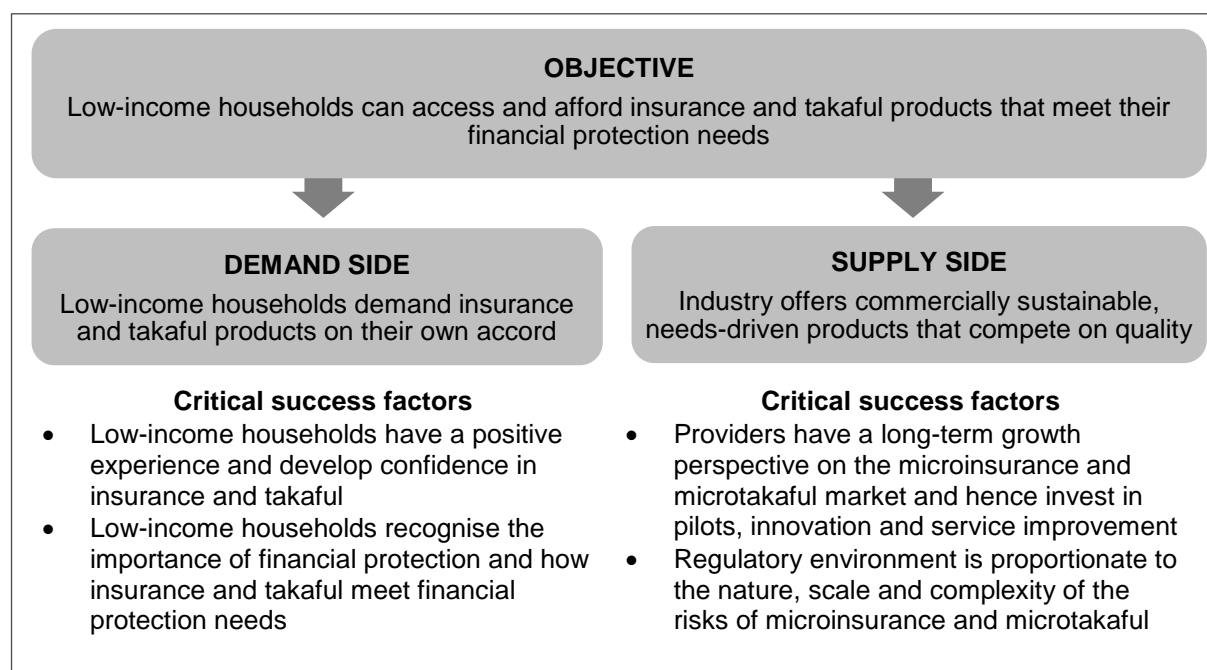 OBJECTIVE
Low-income households can access and afford insurance and takaful products that meet their
financial protection needs
DEMAND SIDE
Low-income households demand insurance
and takaful products on their own accord
Critical success factors
• Low-income households have a positive
experience and develop confidence in
insurance and takaful
• Low-income households recognise the
importance of financial protection and how
insurance and takaful meet financial
protection needs
SUPPLY SIDE
Industry offers commercially sustainable,
needs-driven products that compete on quality
Critical success factors
• Providers have a long-term growth
perspective on the microinsurance and
microtakaful market and hence invest in
pilots, innovation and service improvement
• Regulatory environment is proportionate to
the nature, scale and complexity of the
risks of microinsurance and microtakaful